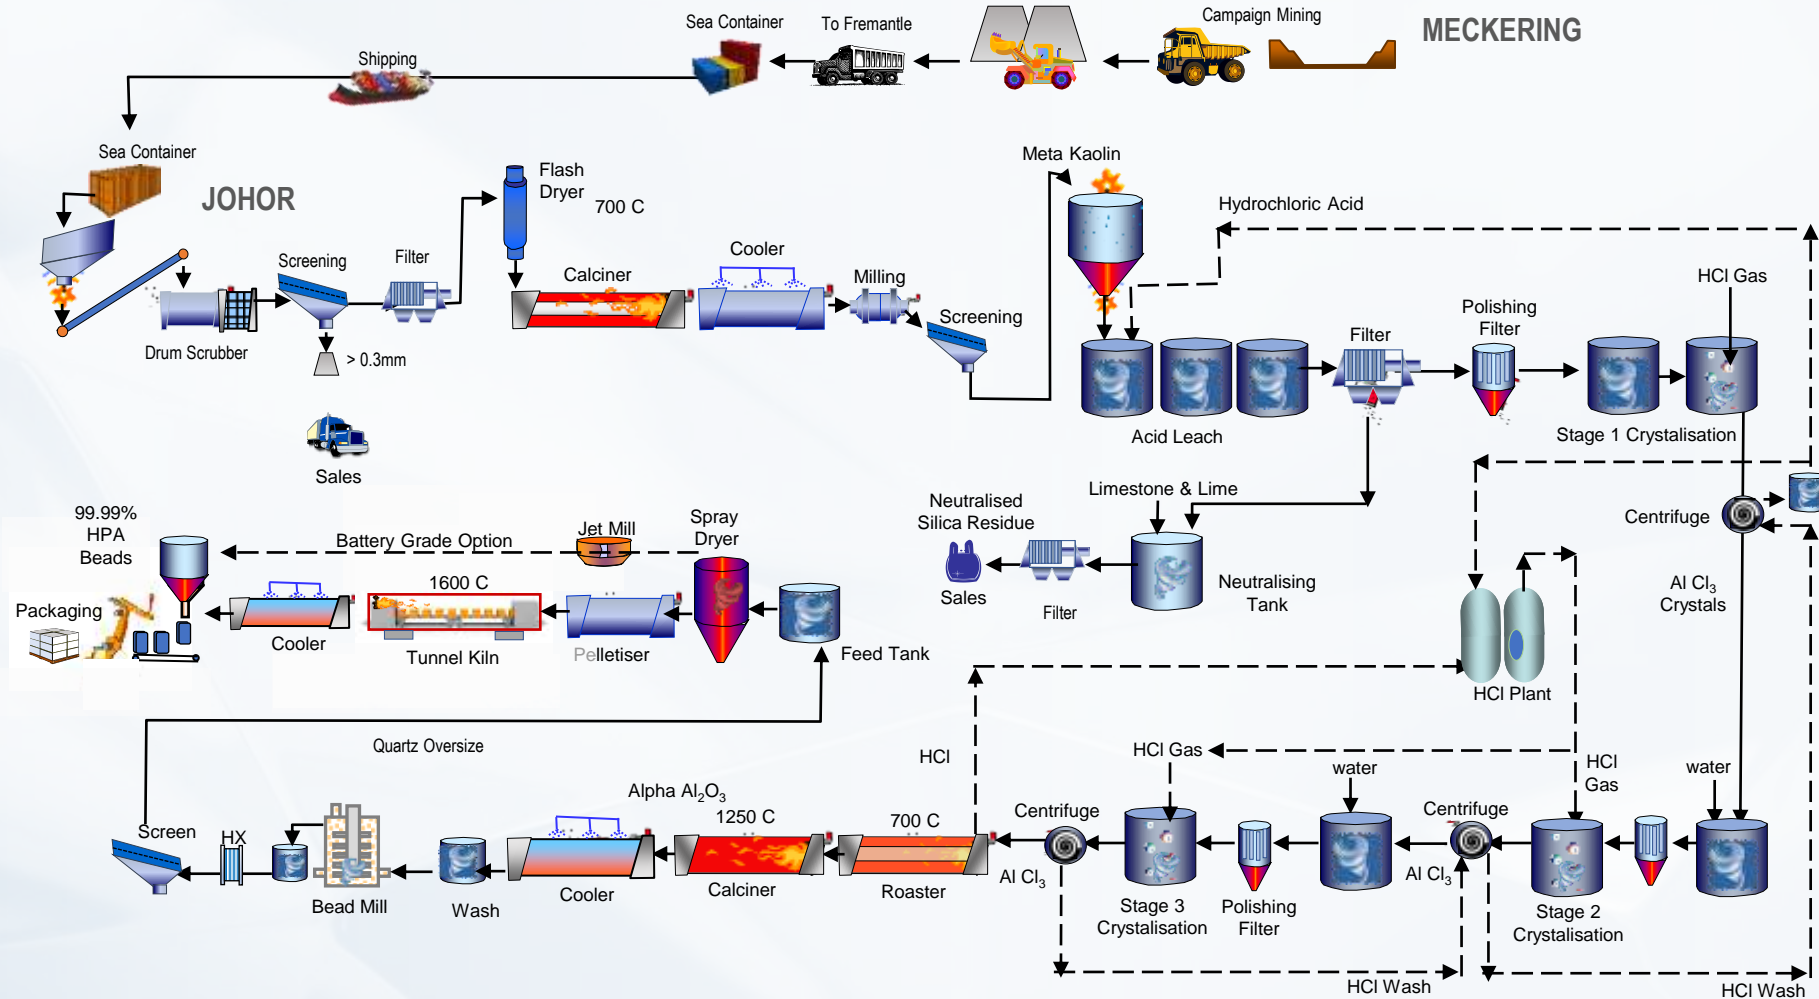 Sea Container
To Fremantle
Campaign Mining
MECKERING
Shipping
Sea Container
JOHOR
Flash
Dryer
700 C
Meta Kaolin
Hydrochloric Acid
Screening
Filter
Calciner
Cooler
Milling
Screening
HCl Gas
Polishing
Filter
Filter
Drum Scrubber
> 0.3mm
Sales
Acid Leach
Stage 1 Crystalisation
Limestone & Lime
Neutralised
Silica Residue
Centrifuge
99.99%
HPA
Beads
Battery Grade Option
Jet Mill
Spray
Dryer
1600 C
Packaging
Cooler
Tunnel Kiln
Pelletiser
Feed Tank
Sales
Filter
Neutralising
Tank
Al Cl3
Crystals
HCl Plant
Quartz Oversize
HCl
HCl Gas
water
HCl
Gas
water
Screen
HX
Alpha Al2O3
1250 C
700 C
Centrifuge
Centrifuge
Bead Mill
Wash
Cooler
Calciner
Roaster
Al Cl3
Stage 3
Crystalisation
Polishing
Filter
Al Cl3
Stage 2
Crystalisation
HCl Wash
HCl Wash